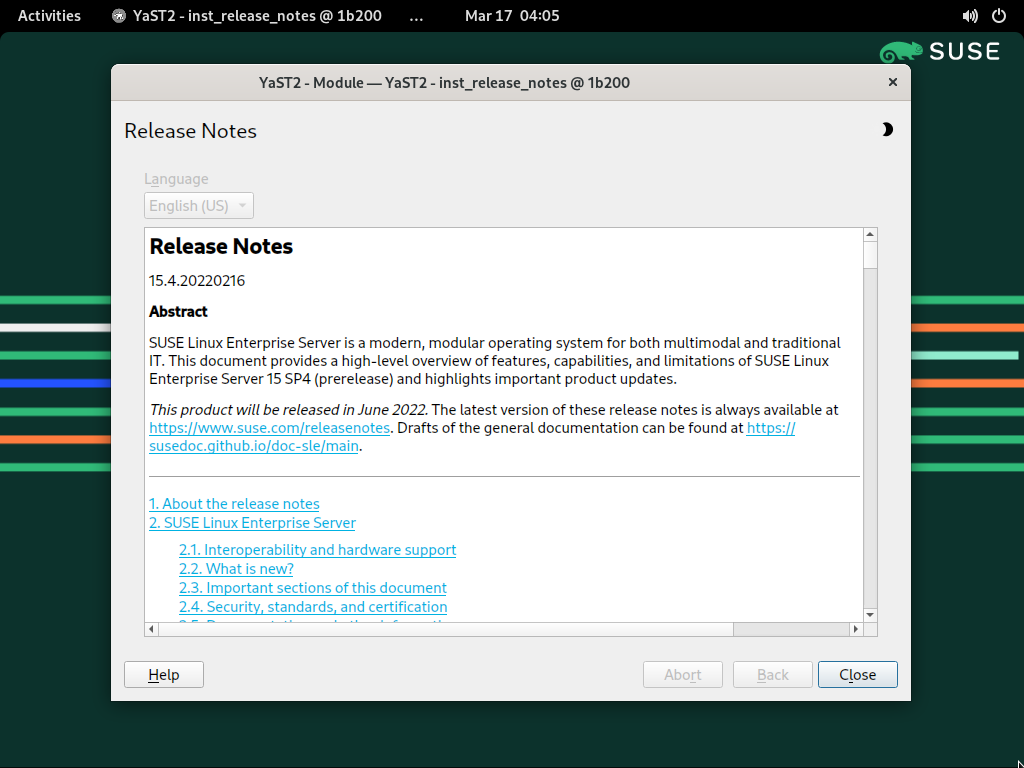 Activities
YaST2 - inst_release_notes @ 1b200
...
Mar 17 04:05
SUSE
YaST2 - Module — YaST2 - inst_release_notes @ 1b200
Release Notes
Language
English (US)
Release Notes
15.4.20220216
Abstract
SUSE Linux Enterprise Server is a modern, modular operating system for both multimodal and traditional
IT. This document provides a high-level overview of features, capabilities, and limitations of SUSE Linux
Enterprise Server 15 SP4 (prerelease) and highlights important product updates.
This product will be released in June 2022. The latest version of these release notes is always available at
https://www.suse.com/releasenotes. Drafts of the general documentation can be found at https://
susedoc.github.io/doc-sle/main.
1. About the release notes
2. SUSE Linux Enterprise Server
2.1. Interoperability and hardware support
2.2. What is new?
2.3. Important sections of this document
2.4. Security, standards, and certification
Help
Abort
Back
Close